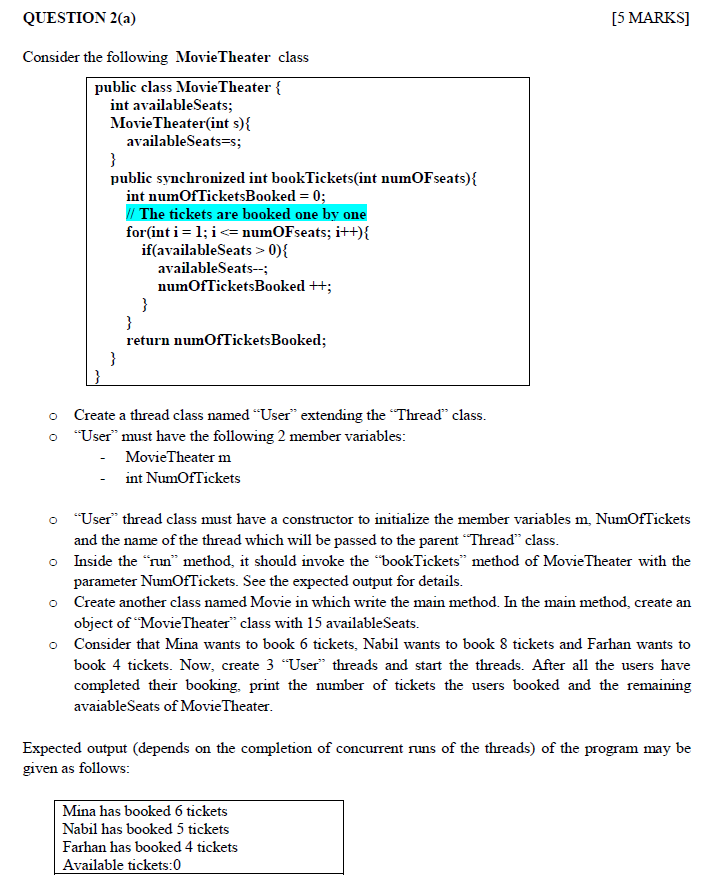 QUESTION 2(a) [5 MARKS]
Consider the following MovieTheater class
public class MovieTheater {
int availableSeats;
MovieTheater(int s){
availableSeats=s;
}
public synchronized int bookTickets(int numOFseats){
int numOfTicketsBooked = 0;
// The tickets are booked one by one
for(int i = 1; i <= numOFseats; i++){
if(availableSeats > 0){
availableSeats--;
numOfTicketsBooked ++;
}
}
return numOfTicketsBooked;
}
}
o Create a thread class named “User” extending the “Thread” class.
o “User” must have the following 2 member variables:
- MovieTheater m
- int NumOfTickets
o “User” thread class must have a constructor to initialize the member variables m, NumOfTickets
and the name of the thread which will be passed to the parent “Thread” class.
o Inside the “run” method, it should invoke the “bookTickets” method of MovieTheater with the
parameter NumOfTickets. See the expected output for details.
o Create another class named Movie in which write the main method. In the main method, create an
object of “MovieTheater” class with 15 availableSeats.
o Consider that Mina wants to book 6 tickets, Nabil wants to book 8 tickets and Farhan wants to
book 4 tickets. Now, create 3 “User” threads and start the threads. After all the users have
completed their booking, print the number of tickets the users booked and the remaining
avaiableSeats of MovieTheater.
Expected output (depends on the completion of concurrent runs of the threads) of the program may be
given as follows:
Mina has booked 6 tickets
Nabil has booked 5 tickets
Farhan has booked 4 tickets
Available tickets:0